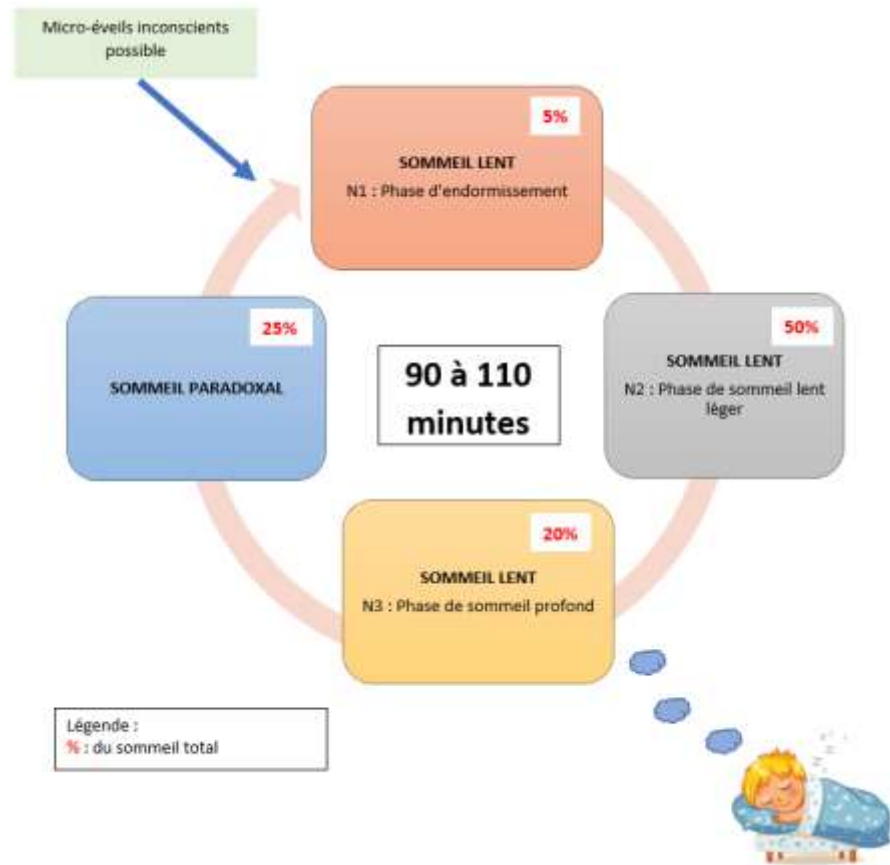 Micro-éveils inconscients
possible
5%
SOMMEIL LENT
N1 : Phase d'endormissement
25%
SOMMEIL PARADOXAL
90 à 110
minutes
50%
SOMMEIL LENT
N2 : Phase de sommeil lent
léger
20%
SOMMEIL LENT
N3 : Phase de sommeil profond
Légende :
% : du sommeil total
z z z